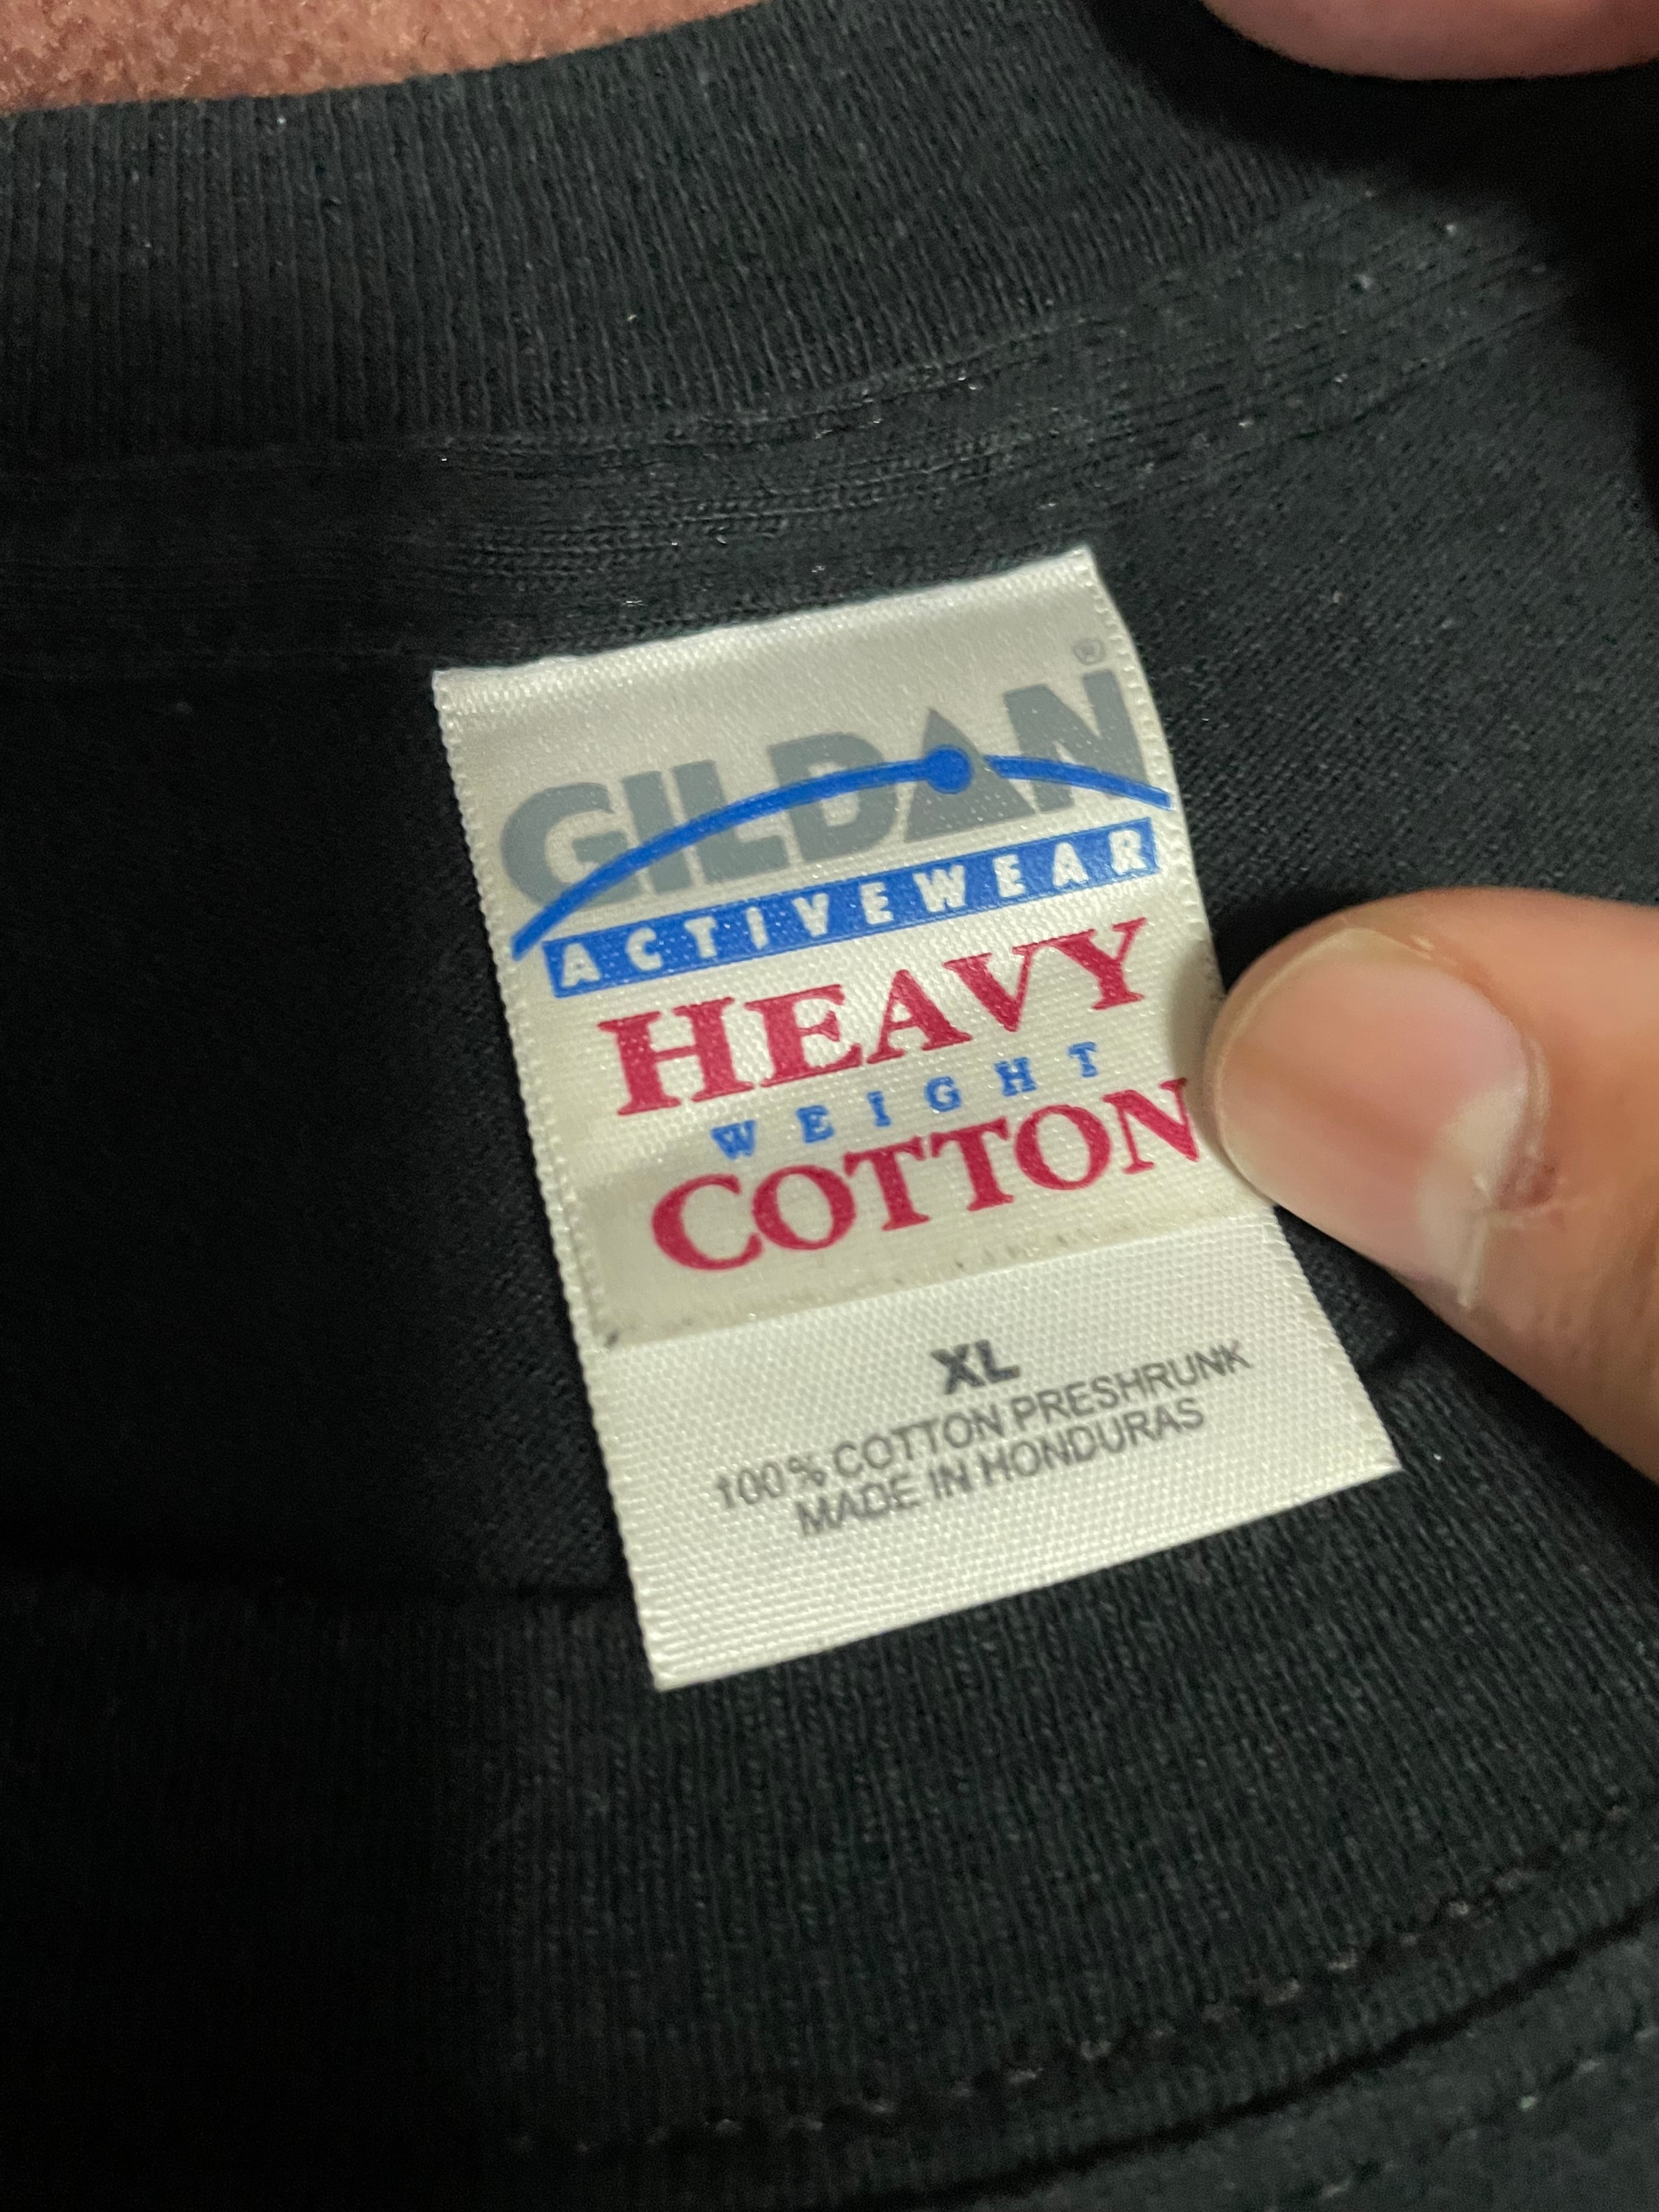 GILDAN®
ACTIVEWEAR
HEAVY
WEIGHT
COTTON
XL
100% COTTON PRESHRUNK
MADE IN HONDURAS